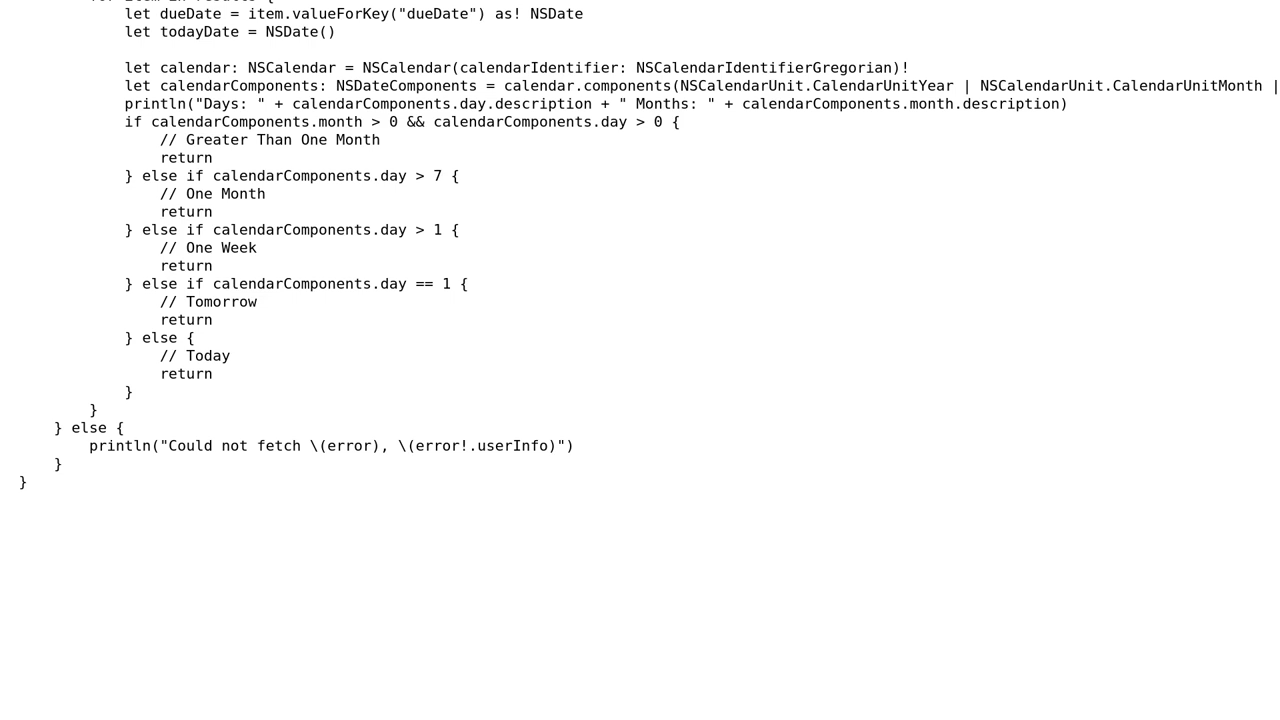 for item in results {
let dueDate = item.valueForKey("dueDate") as! NSDate
let todayDate = NSDate()
let calendar: NSCalendar = NSCalendar(calendarIdentifier: NSCalendarIdentifierGregorian)!
let calendarComponents: NSDateComponents = calendar.components(NSCalendarUnit.CalendarUnitYear | NSCalendarUnit.CalendarUnitMonth |
println("Days: " + calendarComponents.day.description + " Months: " + calendarComponents.month.description)
if calendarComponents.month > 0 && calendarComponents.day > 0 {
// Greater Than One Month
return
} else if calendarComponents.day > 7 {
// One Month
return
} else if calendarComponents.day > 1 {
// One Week
return
} else if calendarComponents.day == 1 {
// Tomorrow
return
} else {
// Today
return
}
}
} else {
println("Could not fetch \(error), \(error!.userInfo)")
}
}